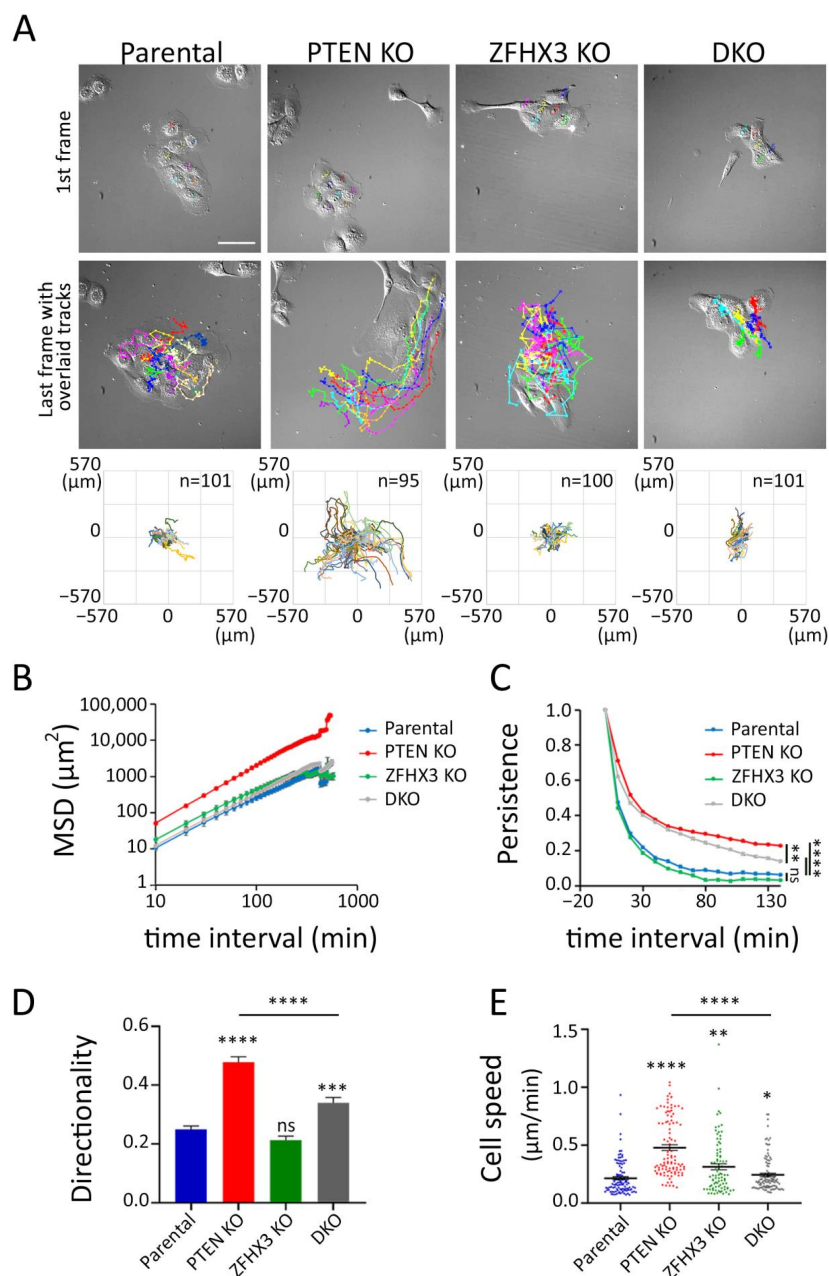 A
Parental PTEN KO ZFHX3 KO DKO
1st frame
Last frame with
overlaid tracks
570
(µm)
n=101
0
−570
−570 0 570
(µm)
570
(µm)
n=95
0
−570
−570 0 570
(µm)
570
(µm)
n=100
0
−570
−570 0 570
(µm)
570
(µm)
n=101
0
−570
−570 0 570
(µm)
B
MSD (µm²)
100,000
10,000
1000
100
10
1
10 100 1000
time interval (min)
Parental
PTEN KO
ZFHX3 KO
DKO
C
Persistence
1.0
0.8
0.6
0.4
0.2
0.0
−20 30 80 130
time interval (min)
Parental
PTEN KO
ZFHX3 KO
DKO
**
ns
****
D
Directionality
0.6
0.4
0.2
0.0
****
****
ns
***
Parental PTEN KO ZFHX3 KO DKO
E
Cell speed
(µm/min)
1.5
1.0
0.5
0.0
****
****
**
*
Parental PTEN KO ZFHX3 KO DKO